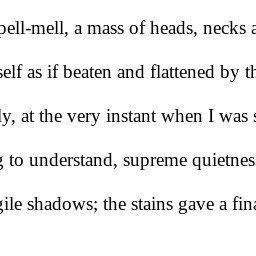 pell-mell, a mass of heads, necks a
self as if beaten and flattened by th
ly, at the very instant when I was s
g to understand, supreme quietness
gile shadows; the stains gave a fina